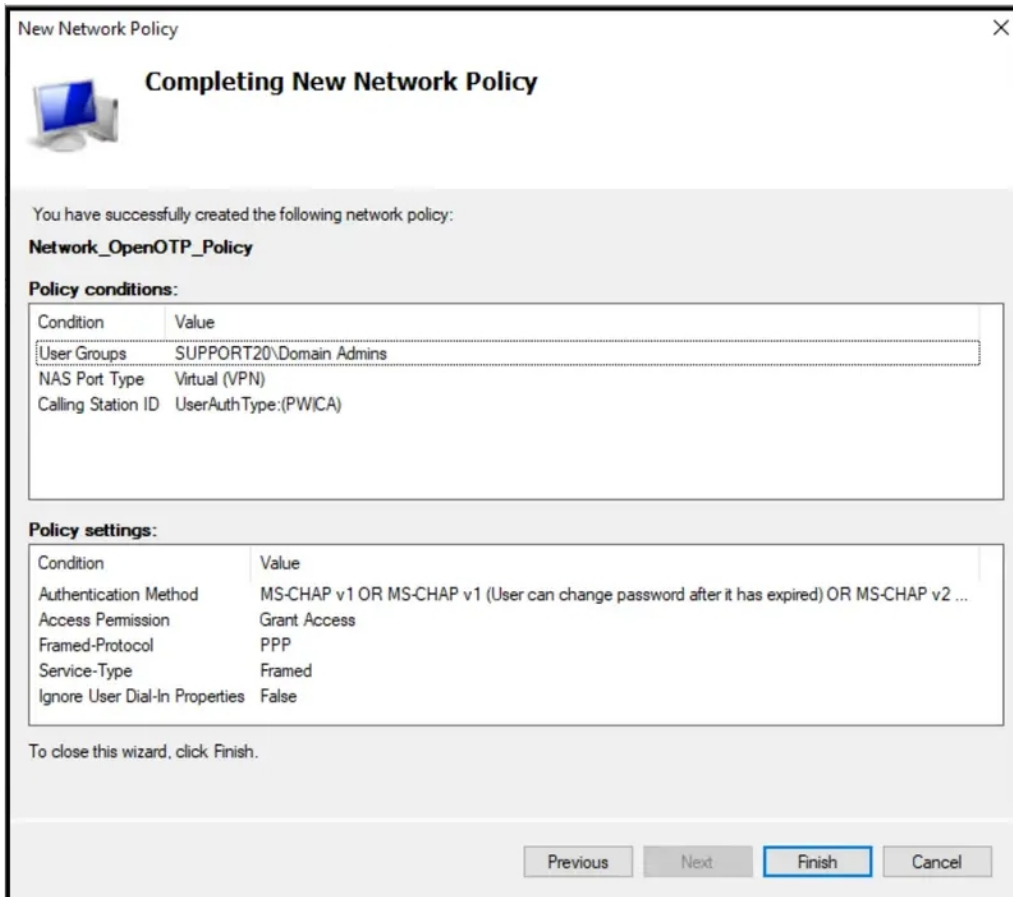 New Network Policy
Completing New Network Policy
You have successfully created the following network policy:
Network_OpenOTP_Policy
Policy conditions:
Condition Value
User Groups SUPPORT20\Domain Admins
NAS Port Type Virtual (VPN)
Calling Station ID UserAuthType:(PW|CA)
Policy settings:
Condition Value
Authentication Method MS-CHAP v1 OR MS-CHAP v1 (User can change password after it has expired) OR MS-CHAP v2 ...
Access Permission Grant Access
Framed-Protocol PPP
Service-Type Framed
Ignore User Dial-In Properties False
To close this wizard, click Finish.
Previous Next Finish Cancel